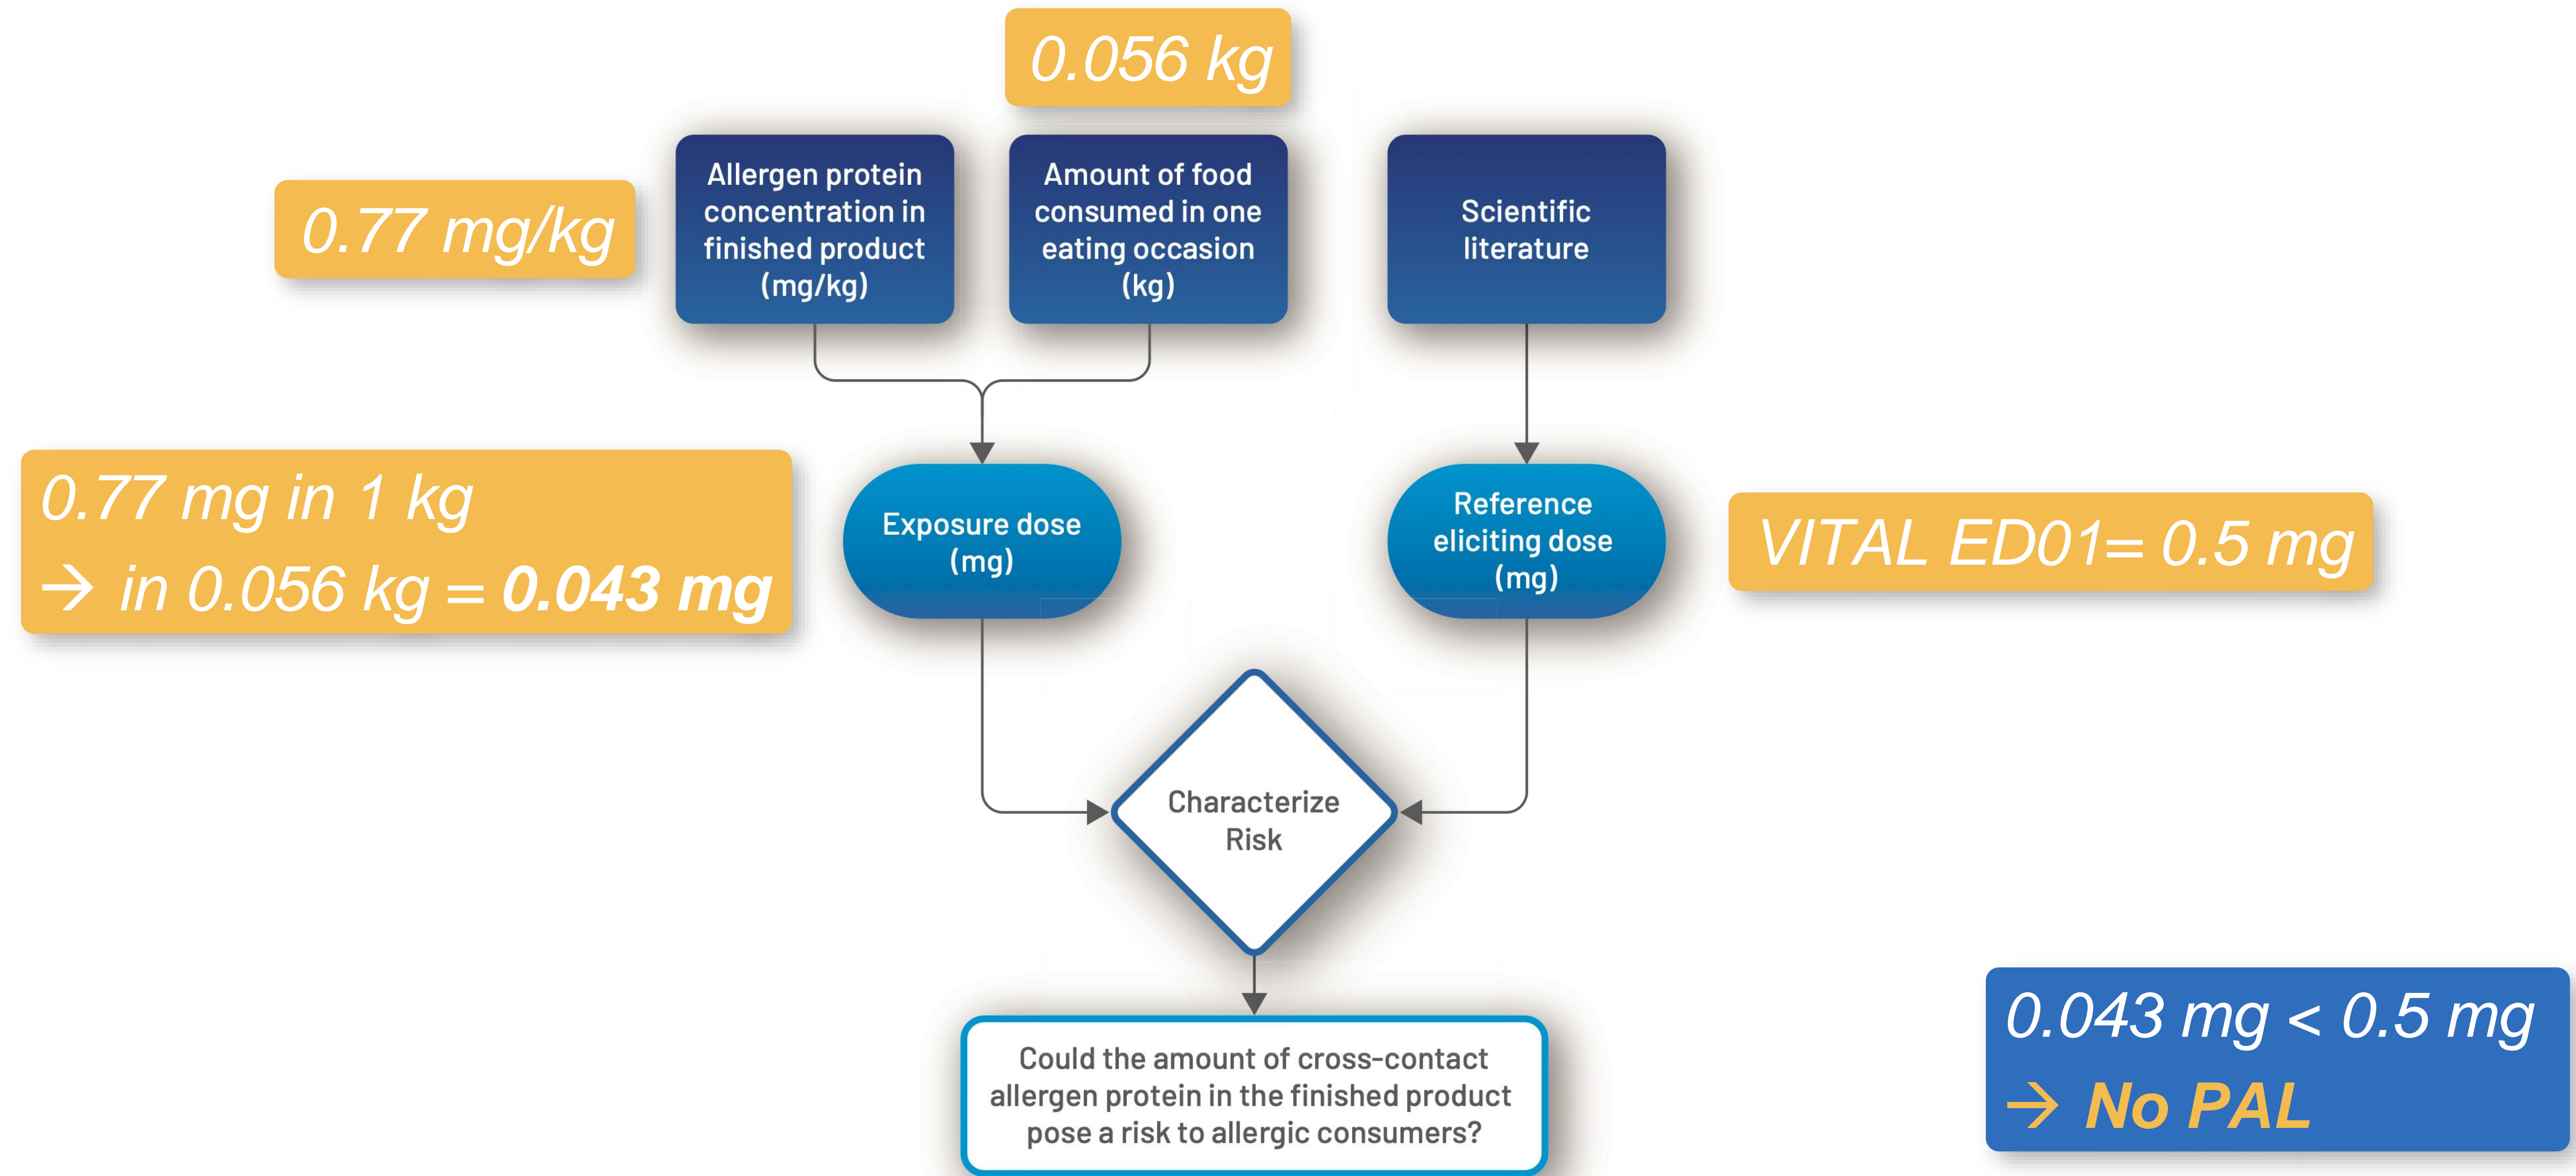 0.056 kg
0.77 mg/kg
Allergen protein
concentration in
finished product
(mg/kg)
Amount of food
consumed in one
eating occasion
(kg)
Scientific
literature
0.77 mg in 1 kg
→ in 0.056 kg = 0.043 mg
Exposure dose
(mg)
Reference
eliciting dose
(mg)
VITAL ED01= 0.5 mg
Characterize
Risk
Could the amount of cross-contact
allergen protein in the finished product
pose a risk to allergic consumers?
0.043 mg < 0.5 mg
→ No PAL